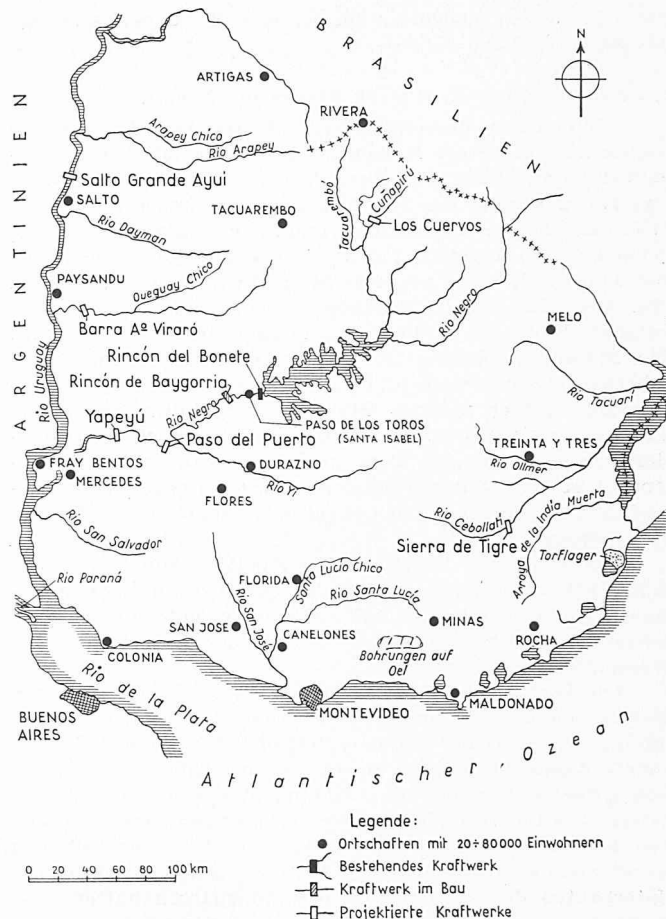 BRASILIEN
N
ARTIGAS
RIVERA
Arapey Chico
Rio Arapey
ARGENTINIEN
Salto Grande Ayuí
SALTO
TACUAREMBO
Tacuarembó
Cuñapirú
Los Cuervos
Rio Dayman
PAYSANDU
Queguay Chico
Rio Negro
Barra Aº Viraró
MELO
Rincón del Bonete
Rincón de Baygorria
Rio Uruguay
Rio Tacuarí
Yapeyú
Rio Negro
PASO DE LOS TOROS
(SANTA ISABEL)
Paso del Puerto
TREINTA Y TRES
FRAY BENTOS
DURAZNO
Rio Ollmer
MERCEDES
Rio Yí
FLORES
Rio San Salvador
Rio Cebollatí
Sierra de Tigre
Arroya de la India Muerta
Torflager
Rio Paraná
FLORIDA
Santa Lucio Chico
Rio Santa Lucía
Rio San José
SAN JOSE
MINAS
COLONIA
CANELONES
ROCHA
Bohrungen auf
Oel
Rio de la Plata
BUENOS
AIRES
MONTEVIDEO
MALDONADO
Atlantischer Ozean
Legende:
Ortschaften mit 20÷80000 Einwohnern
0 20 40 60 80 100 km
Bestehendes Kraftwerk
Kraftwerk im Bau
Projektierte Kraftwerke